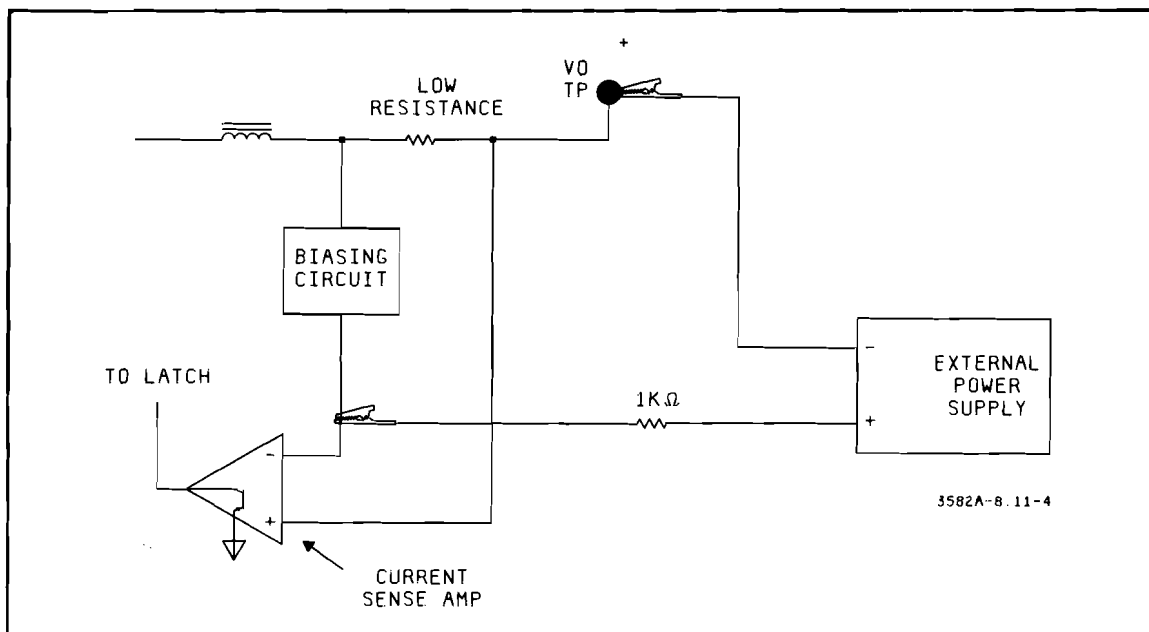 +
VO
TP
LOW
RESISTANCE
BIASING
CIRCUIT
TO LATCH
1KΩ
-
+
EXTERNAL
POWER
SUPPLY
-
+
3582A-8.11-4
CURRENT
SENSE AMP